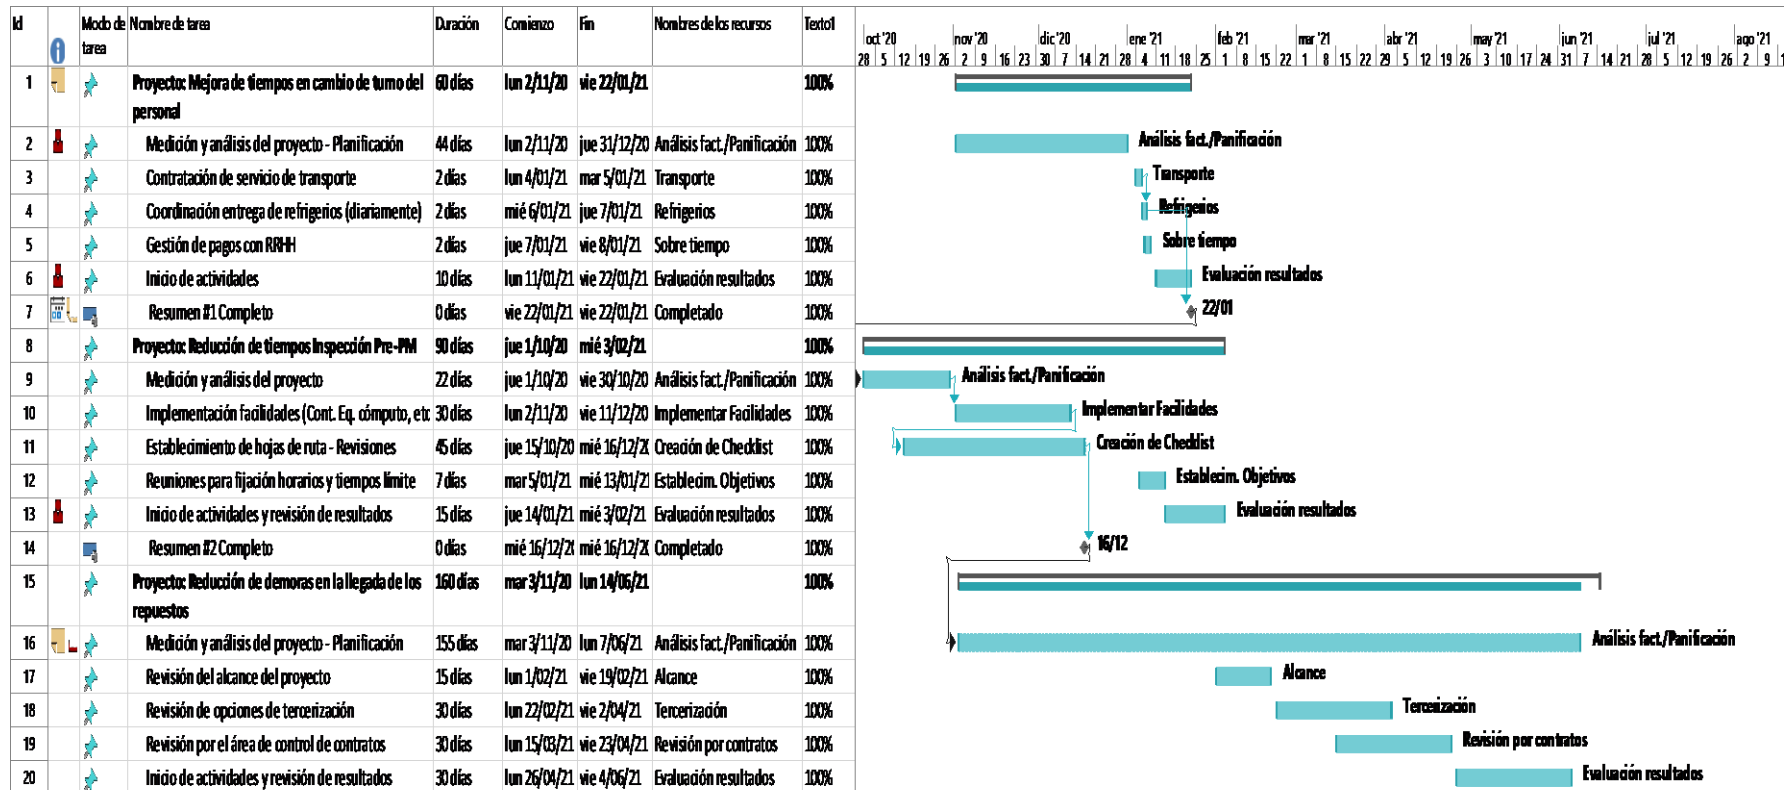 Id Modo de tarea Nombre de tarea Duración Comienzo Fin Nombres de los recursos Texto1
oct '20 nov '20 dic '20 ene '21 feb '21 mar '21 abr '21 may '21 jun '21 jul '21 ago '21
28 5 12 19 26 2 9 16 23 30 7 14 21 28 4 11 18 25 1 8 15 22 1 8 15 22 29 5 12 19 26 3 10 17 24 31 7 14 21 28 5 12 19 26 2 9 1
1 Proyecto: Mejora de tiempos en cambio de turno del personal 60 días lun 2/11/20 vie 22/01/21 100%
2 Medición y análisis del proyecto - Planificación 44 días lun 2/11/20 jue 31/12/20 Análisis fact./Panificación 100% Análisis fact./Panificación
3 Contratación de servicio de transporte 2 días lun 4/01/21 mar 5/01/21 Transporte 100% Transporte
4 Coordinación entrega de refrigerios (diariamente) 2 días mié 6/01/21 jue 7/01/21 Refrigerios 100% Refrigerios
5 Gestión de pagos con RRHH 2 días jue 7/01/21 vie 8/01/21 Sobre tiempo 100% Sobre tiempo
6 Inicio de actividades 10 días lun 11/01/21 vie 22/01/21 Evaluación resultados 100% Evaluación resultados
7 Resumen #1 Completo 0 días vie 22/01/21 vie 22/01/21 Completado 100% 22/01
8 Proyecto: Reducción de tiempos Inspección Pre-PM 90 días jue 1/10/20 mié 3/02/21 100%
9 Medición y análisis del proyecto 22 días jue 1/10/20 vie 30/10/20 Análisis fact./Panificación 100% Análisis fact./Panificación
10 Implementación facilidades (Cont. Eq. cómputo, etc 30 días lun 2/11/20 vie 11/12/20 Implementar Facilidades 100% Implementar Facilidades
11 Establecimiento de hojas de ruta - Revisiones 45 días jue 15/10/20 mié 16/12/2( Creación de Checklist 100% Creación de Checklist
12 Reuniones para fijación horarios y tiempos límite 7 días mar 5/01/21 mié 13/01/21 Establecim. Objetivos 100% Establecim. Objetivos
13 Inicio de actividades y revisión de resultados 15 días jue 14/01/21 mié 3/02/21 Evaluación resultados 100% Evaluación resultados
14 Resumen #2 Completo 0 días mié 16/12/2( mié 16/12/2( Completado 100% 16/12
15 Proyecto: Reducción de demoras en la llegada de los repuestos 160 días mar 3/11/20 lun 14/06/21 100%
16 Medición y análisis del proyecto - Planificación 155 días mar 3/11/20 lun 7/06/21 Análisis fact./Panificación 100% Análisis fact./Panificación
17 Revisión del alcance del proyecto 15 días lun 1/02/21 vie 19/02/21 Alcance 100% Alcance
18 Revisión de opciones de tercerización 30 días lun 22/02/21 vie 2/04/21 Tercerización 100% Tercerización
19 Revisión por el área de control de contratos 30 días lun 15/03/21 vie 23/04/21 Revisión por contratos 100% Revisión por contratos
20 Inicio de actividades y revisión de resultados 30 días lun 26/04/21 vie 4/06/21 Evaluación resultados 100% Evaluación resultados